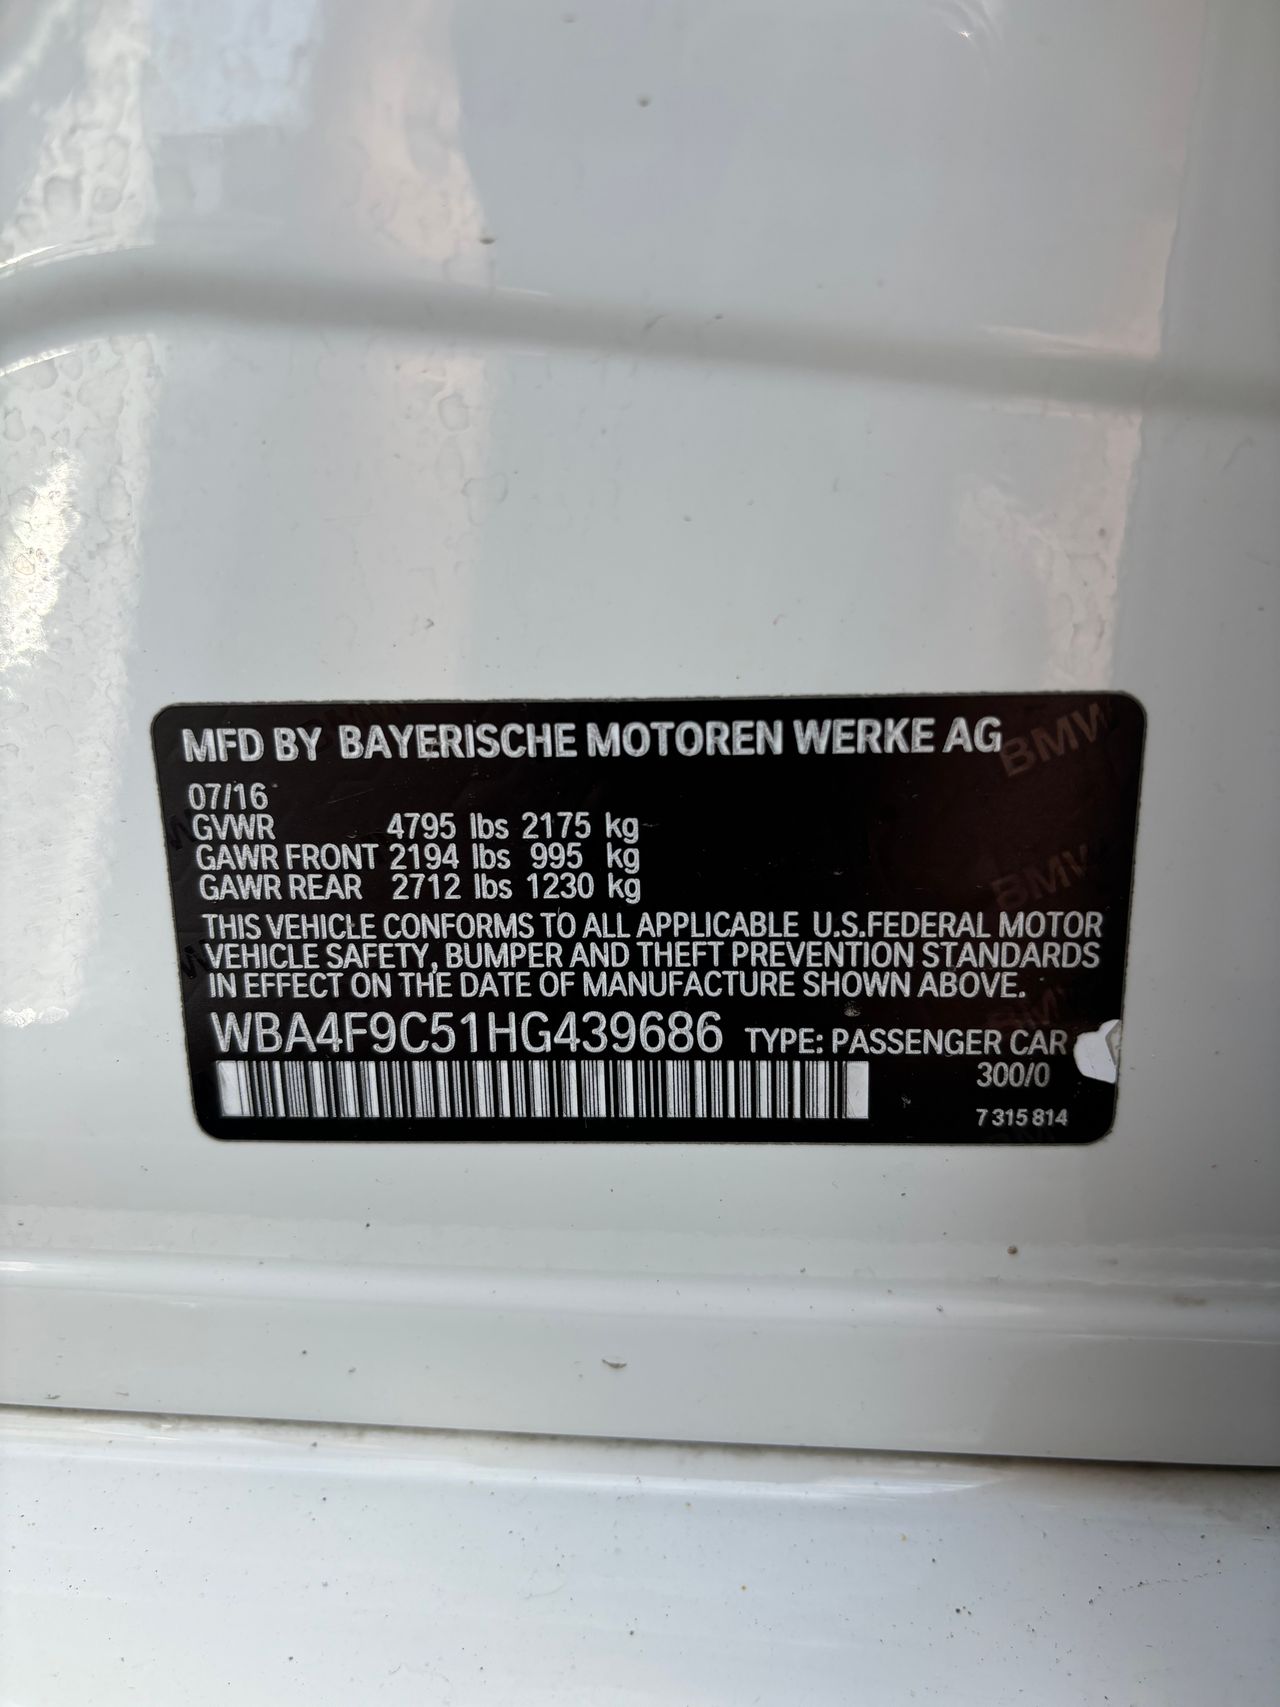 MFD BY BAYERISCHE MOTOREN WERKE AG
07/16
GVWR 4795 lbs 2175 kg
GAWR FRONT 2194 lbs 995 kg
GAWR REAR 2712 lbs 1230 kg
THIS VEHICLE CONFORMS TO ALL APPLICABLE U.S.FEDERAL MOTOR
VEHICLE SAFETY, BUMPER AND THEFT PREVENTION STANDARDS
IN EFFECT ON THE DATE OF MANUFACTURE SHOWN ABOVE.
WBA4F9C51HG439686 TYPE: PASSENGER CAR
300/0
7 315 814
BMW
BMW